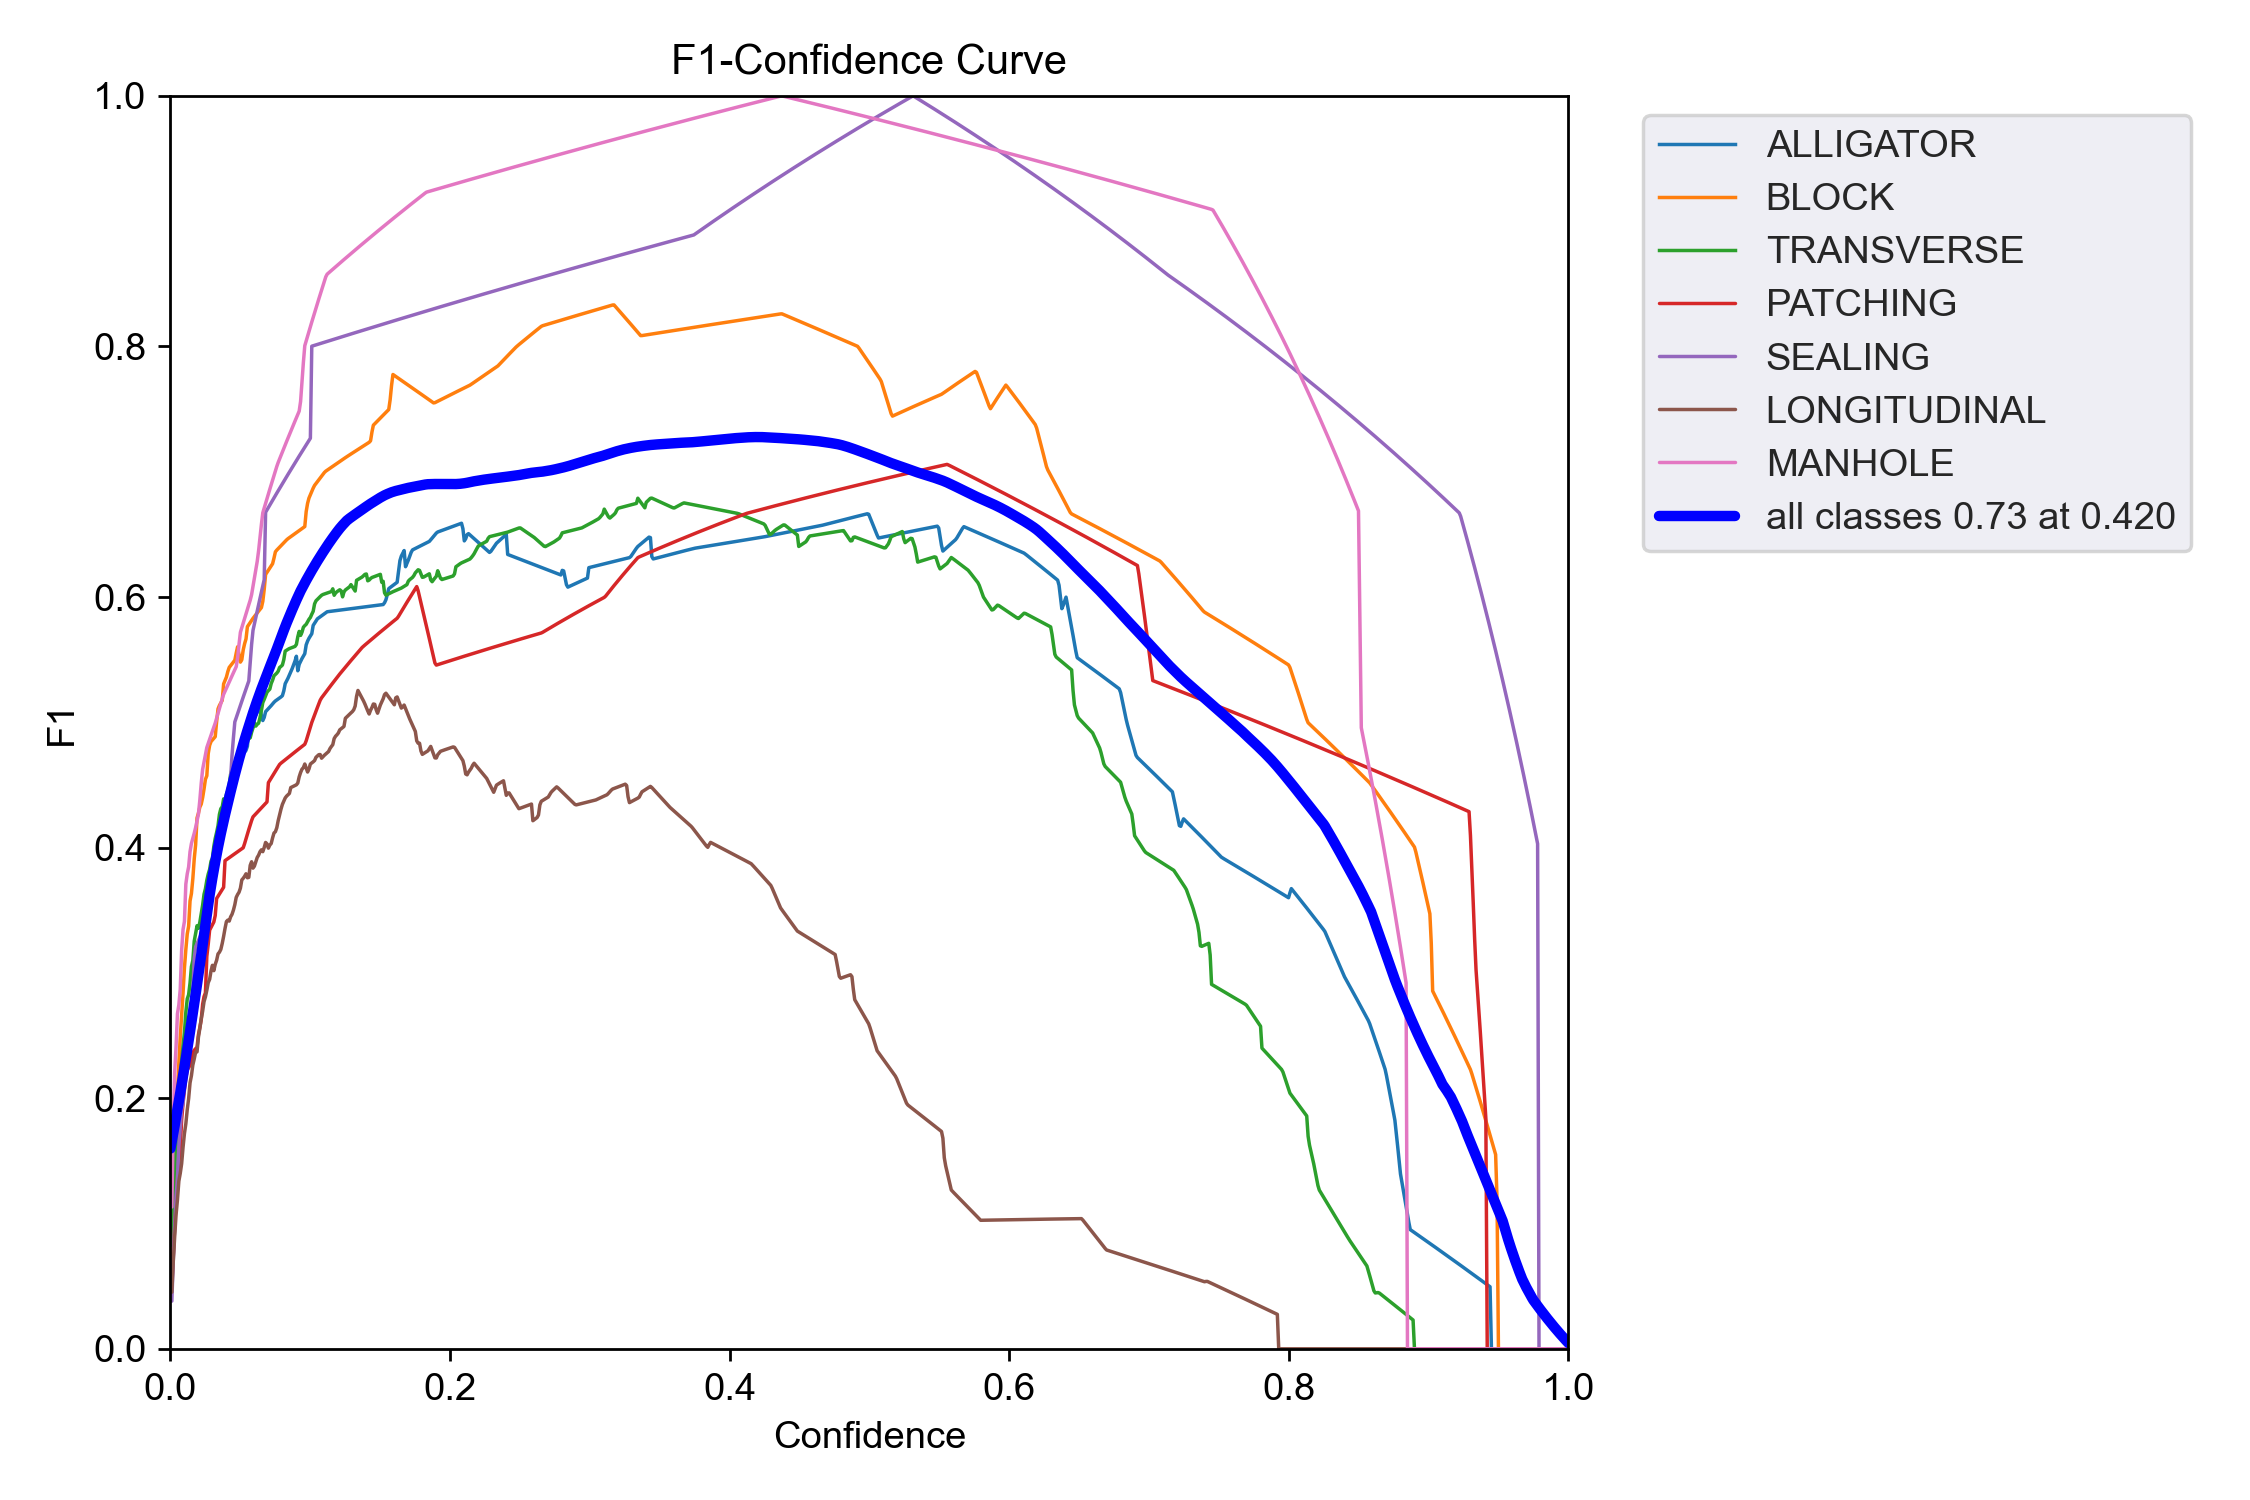 F1-Confidence Curve
1.0
0.8
0.6
0.4
0.2
0.0
F1
0.0 0.2 0.4 0.6 0.8 1.0
Confidence
ALLIGATOR
BLOCK
TRANSVERSE
PATCHING
SEALING
LONGITUDINAL
MANHOLE
all classes 0.73 at 0.420